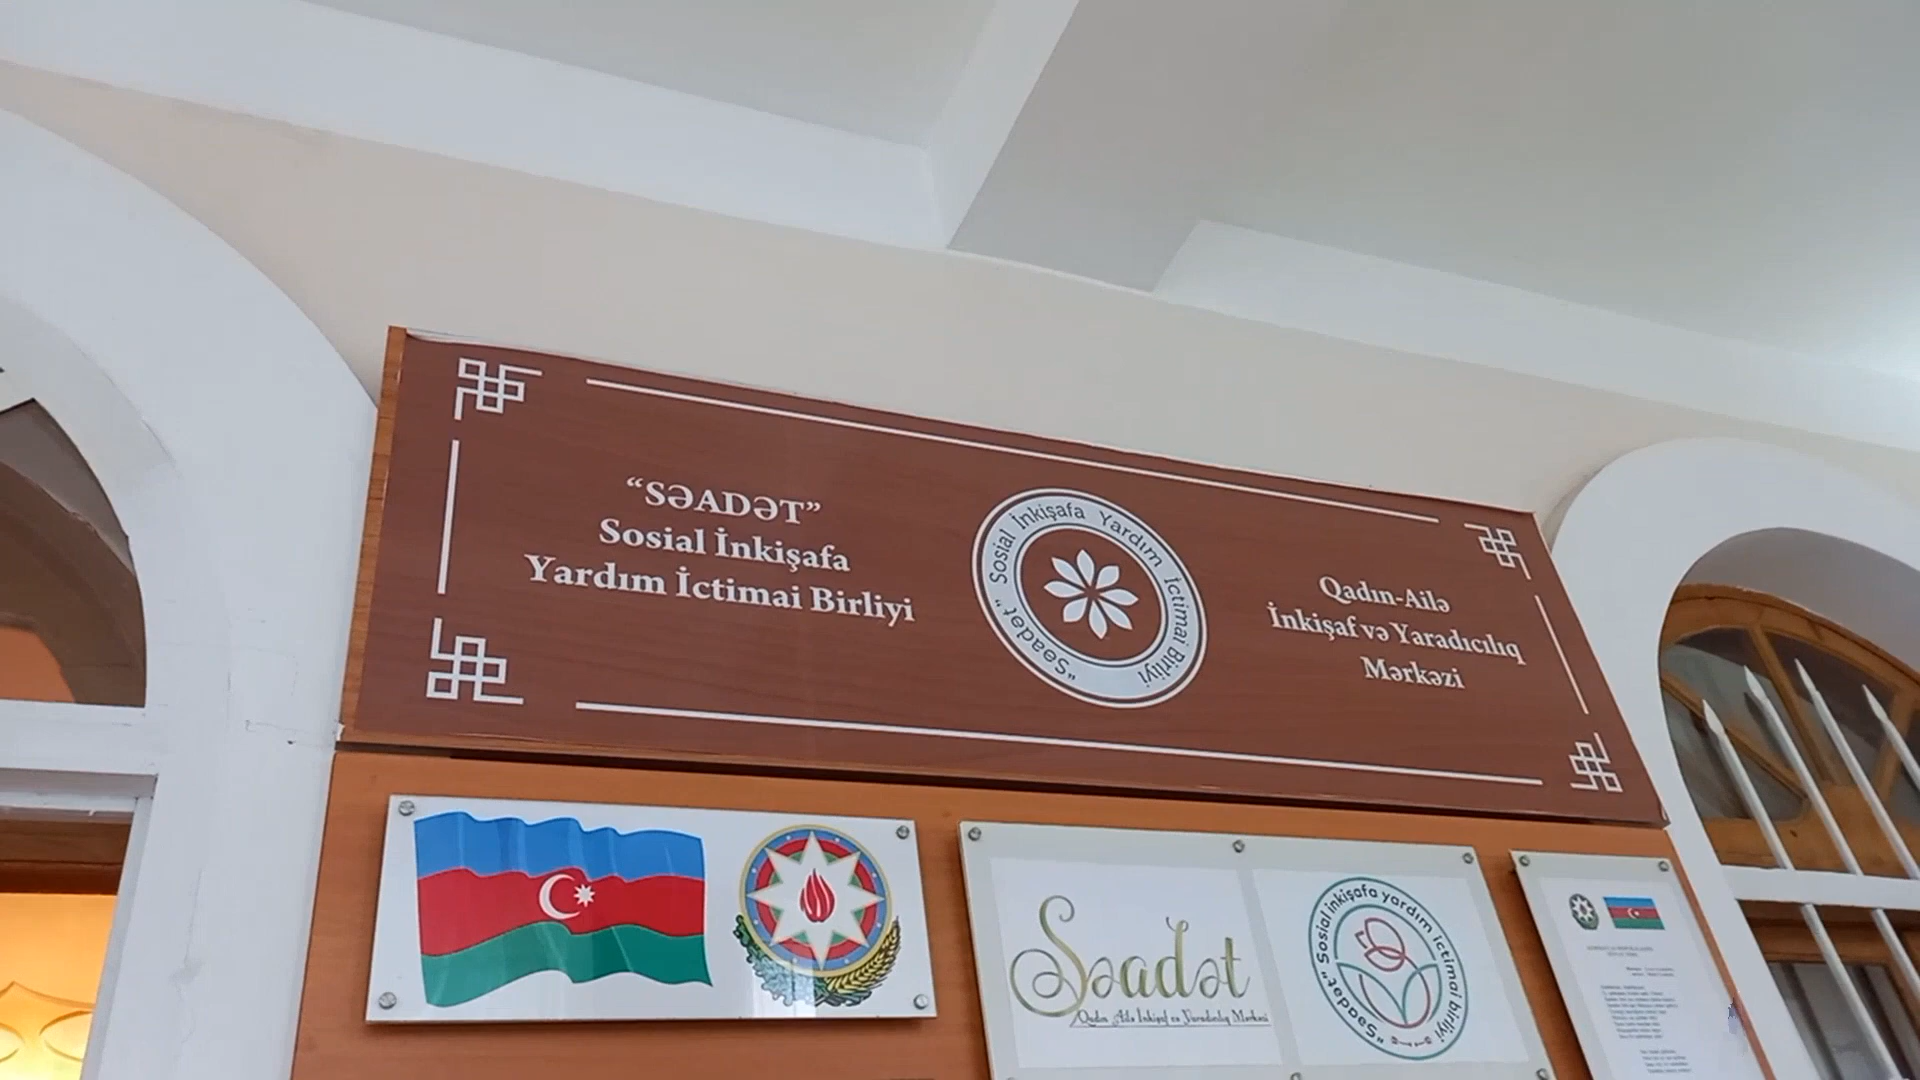 “SƏADƏT”
Sosial İnkişafa
Yardım İctimai Birliyi
"Səadət" Sosial İnkişafa Yardım İctimai Birliyi
Qadın-Ailə
İnkişaf və Yaradıcılıq
Mərkəzi
Səadət
Qadın Ailə İnkişaf və Yaradıcılıq Mərkəzi
"Səadət" Sosial inkişafa yardım ictimai birliyi